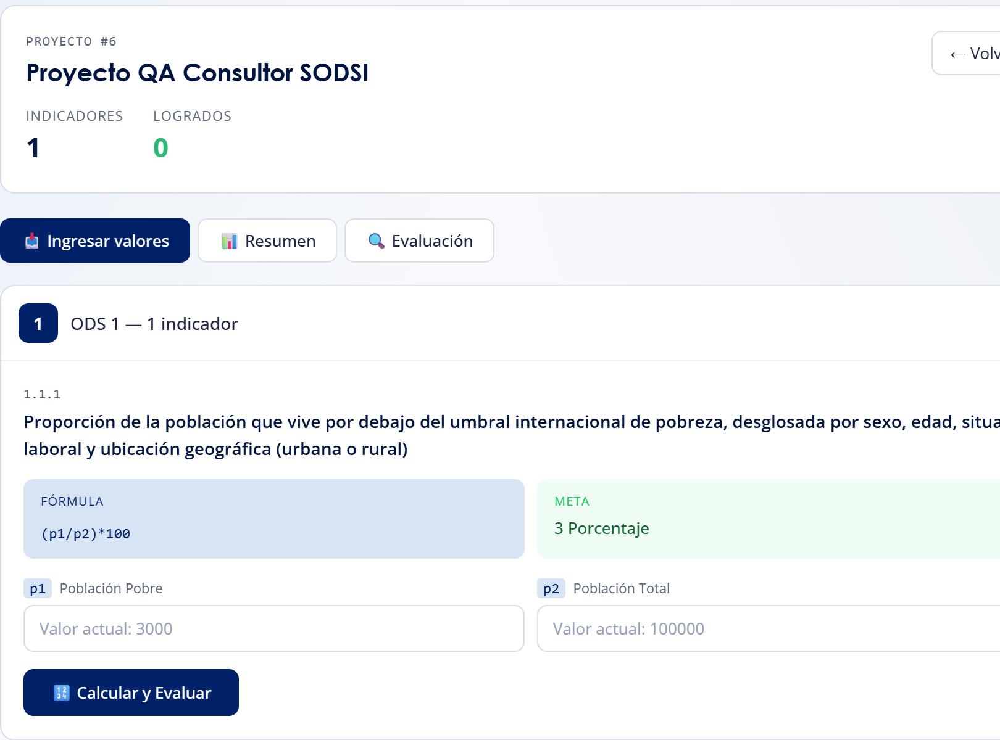 PROYECTO #6
Proyecto QA Consultor SODSI
← Volv
INDICADORES LOGRADOS
1 0
Ingresar valores Resumen Evaluación
1 ODS 1 — 1 indicador
1.1.1
Proporción de la población que vive por debajo del umbral internacional de pobreza, desglosada por sexo, edad, situa
laboral y ubicación geográfica (urbana o rural)
FÓRMULA META
(p1/p2)*100 3 Porcentaje
p1 Población Pobre p2 Población Total
Valor actual: 3000 Valor actual: 100000
Calcular y Evaluar